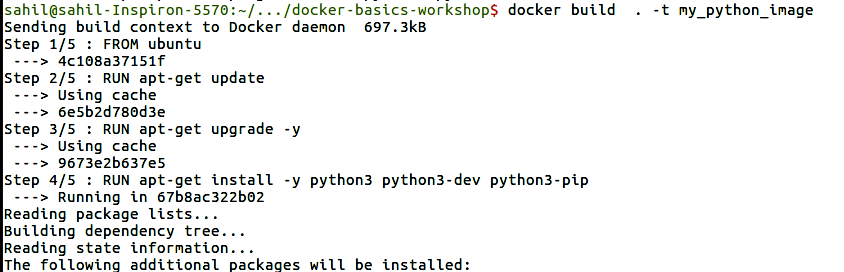 sahil@sahil-Inspiron-5570:~/.../docker-basics-workshop$ docker build  . -t my_python_image
Sending build context to Docker daemon  697.3kB
Step 1/5 : FROM ubuntu
 ---> 4c108a37151f
Step 2/5 : RUN apt-get update
 ---> Using cache
 ---> 6e5b2d780d3e
Step 3/5 : RUN apt-get upgrade -y
 ---> Using cache
 ---> 9673e2b637e5
Step 4/5 : RUN apt-get install -y python3 python3-dev python3-pip
 ---> Running in 67b8ac322b02
Reading package lists...
Building dependency tree...
Reading state information...
The following additional packages will be installed: